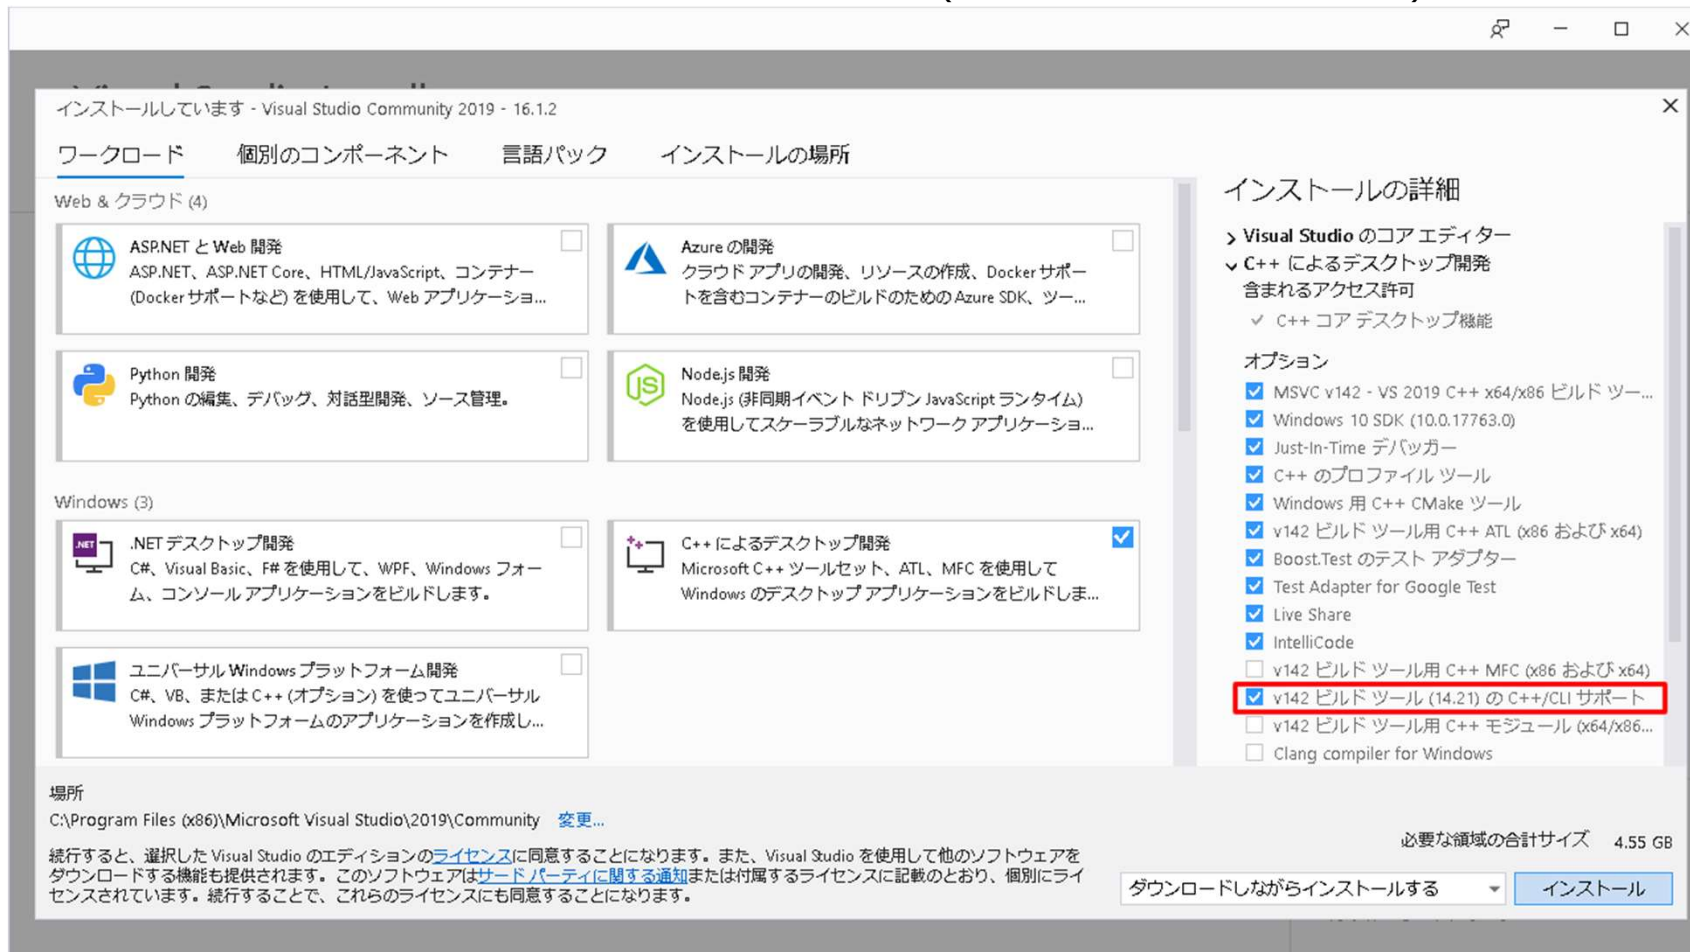 インストールしています - Visual Studio Community 2019 - 16.1.2
ワークロード 個別のコンポーネント 言語パック インストールの場所
Web & クラウド (4)
ASP.NET と Web 開発
ASP.NET、ASP.NET Core、HTML/JavaScript、コンテナー
(Docker サポートなど) を使用して、Web アプリケーショ...
Azure の開発
クラウド アプリの開発、リソースの作成、Docker サポー
トを含むコンテナーのビルドのための Azure SDK、ツー...
Python 開発
Python の編集、デバッグ、対話型開発、ソース管理。
Node.js 開発
Node.js (非同期イベント ドリブン JavaScript ランタイム)
を使用してスケーラブルなネットワーク アプリケーショ...
Windows (3)
.NET デスクトップ開発
C#、Visual Basic、F# を使用して、WPF、Windows フォー
ム、コンソール アプリケーションをビルドします。
C++ によるデスクトップ開発
Microsoft C++ ツールセット、ATL、MFC を使用して
Windows のデスクトップ アプリケーションをビルドしま...
ユニバーサル Windows プラットフォーム開発
C#、VB、または C++ (オプション) を使ってユニバーサル
Windows プラットフォームのアプリケーションを作成し...
インストールの詳細
Visual Studio のコア エディター
C++ によるデスクトップ開発
含まれるアクセス許可
C++ コア デスクトップ機能
オプション
MSVC v142 - VS 2019 C++ x64/x86 ビルド ツー...
Windows 10 SDK (10.0.17763.0)
Just-In-Time デバッガー
C++ のプロファイル ツール
Windows 用 C++ CMake ツール
v142 ビルド ツール用 C++ ATL (x86 および x64)
Boost.Test のテスト アダプター
Test Adapter for Google Test
Live Share
IntelliCode
v142 ビルド ツール用 C++ MFC (x86 および x64)
v142 ビルド ツール (14.21) の C++/CLI サポート
v142 ビルド ツール用 C++ モジュール (x64/x86...
Clang compiler for Windows
場所
C:\Program Files (x86)\Microsoft Visual Studio\2019\Community 変更...
続行すると、選択した Visual Studio のエディションのライセンスに同意することになります。また、Visual Studio を使用して他のソフトウェアを
ダウンロードする機能も提供されます。このソフトウェアはサード パーティに関する通知または付属するライセンスに記載のとおり、個別にライ
センスされています。続行することで、これらのライセンスにも同意することになります。
必要な領域の合計サイズ 4.55 GB
ダウンロードしながらインストールする インストール